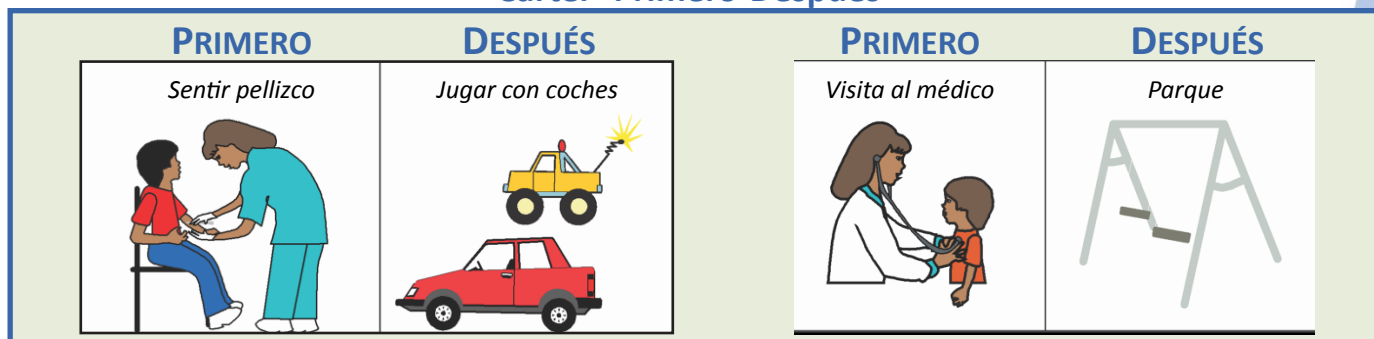 PRIMERO DESPUÉS
Sentir pellizco Jugar con coches
PRIMERO DESPUÉS
Visita al médico Parque